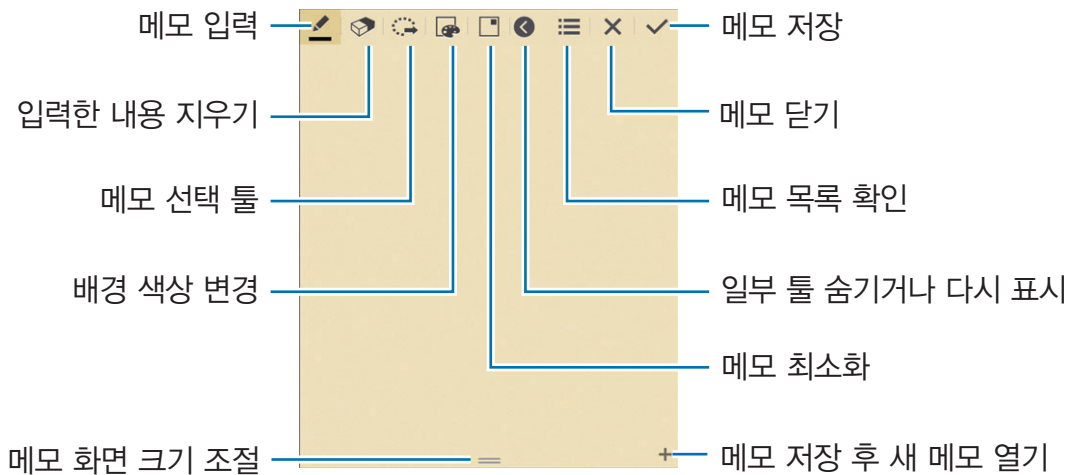 메모 입력
메모 저장
입력한 내용 지우기
메모 닫기
메모 선택 툴
메모 목록 확인
배경 색상 변경
일부 툴 숨기거나 다시 표시
메모 최소화
메모 화면 크기 조절
메모 저장 후 새 메모 열기